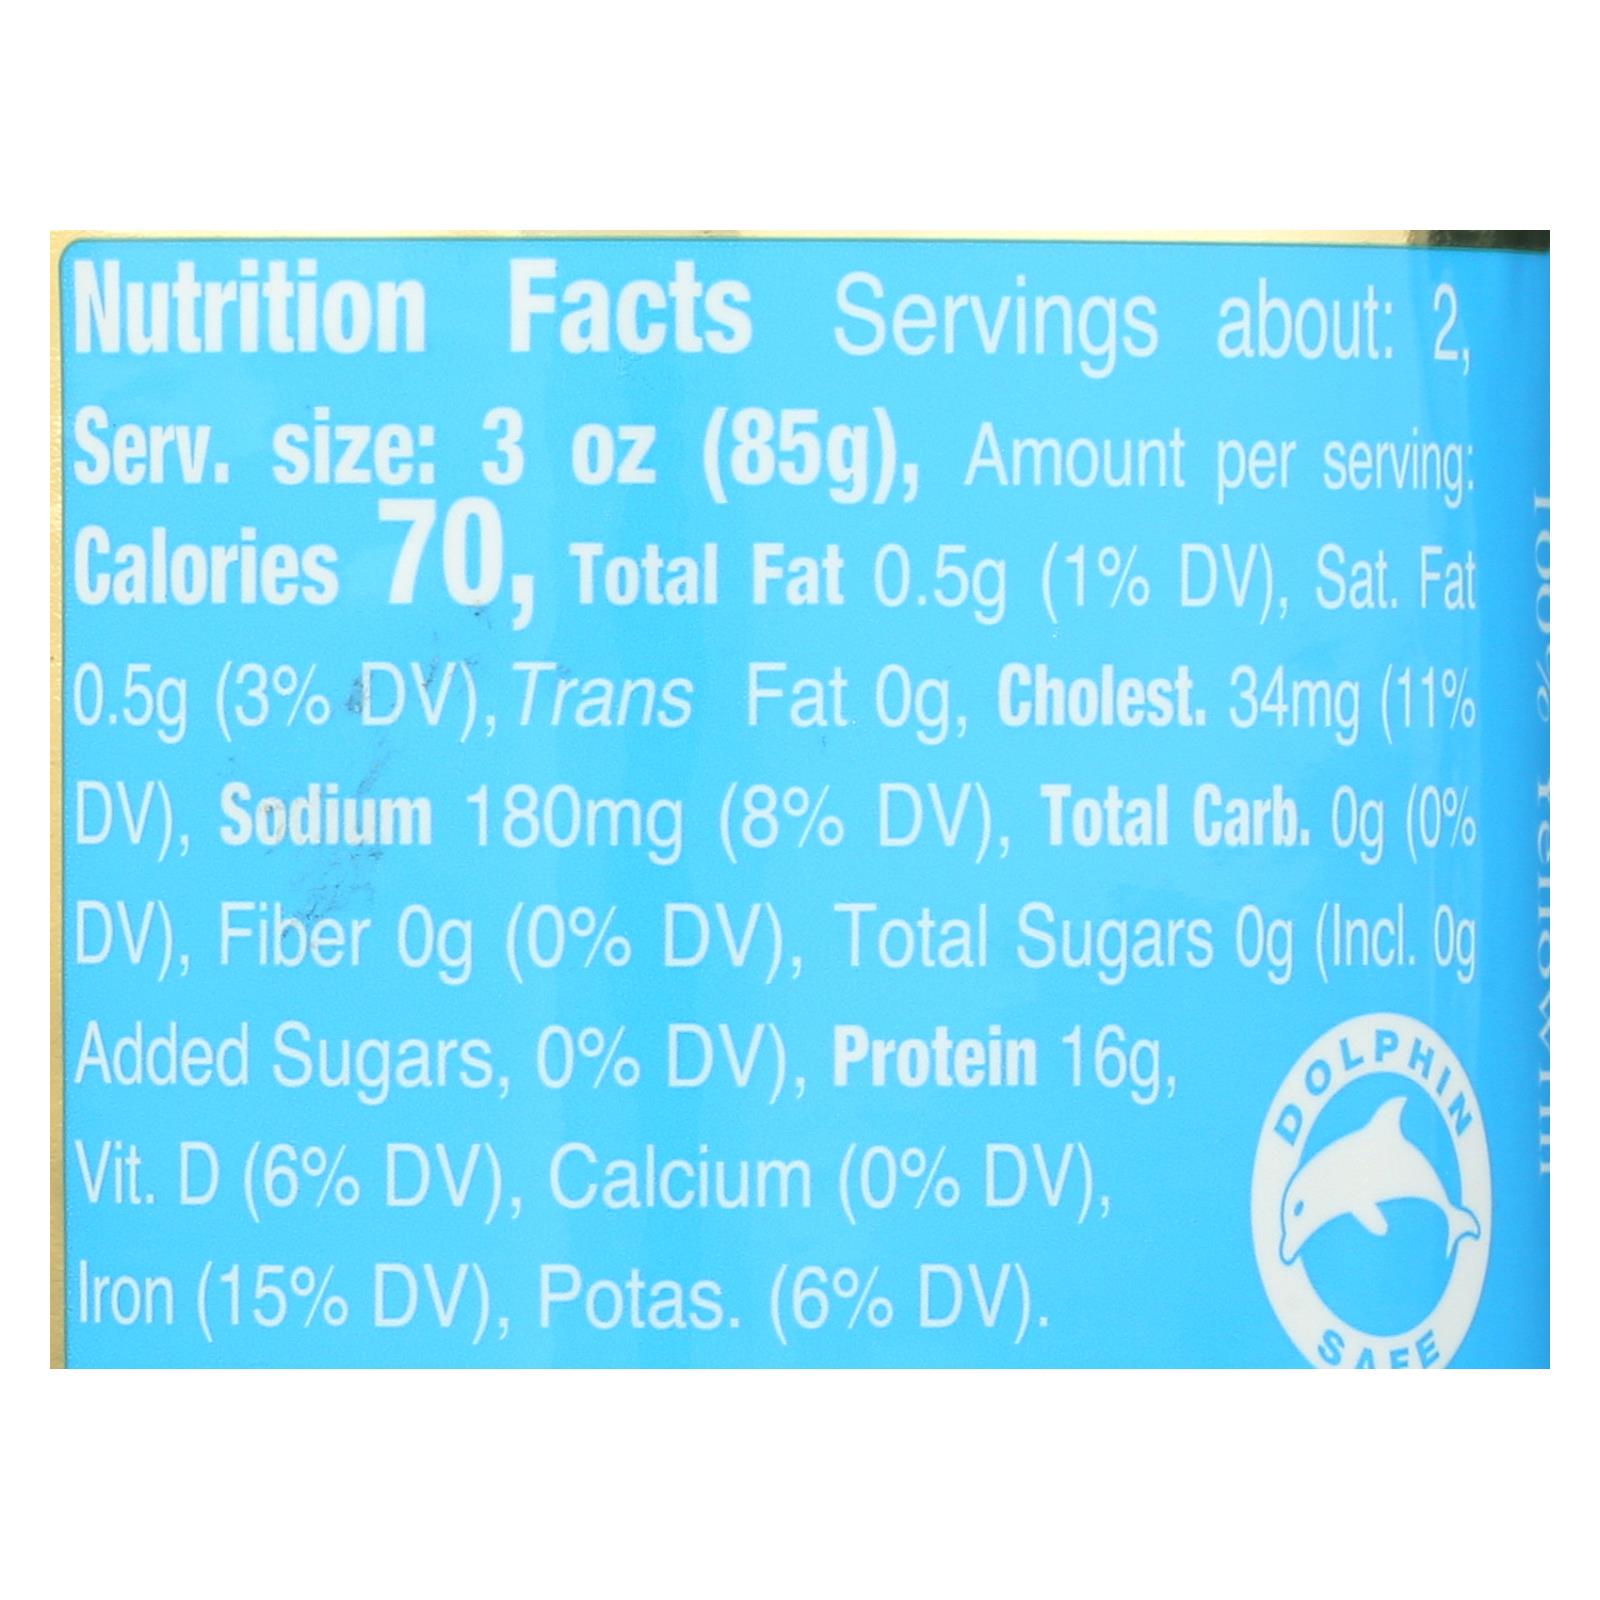 Nutrition Facts Servings about: 2,
Serv. size: 3 oz (85g), Amount per serving:
Calories 70, Total Fat 0.5g (1% DV), Sat. Fat
0.5g (3% DV), Trans Fat 0g, Cholest. 34mg (11%
DV), Sodium 180mg (8% DV), Total Carb. 0g (0%
DV), Fiber 0g (0% DV), Total Sugars 0g (Incl. 0g
Added Sugars, 0% DV), Protein 16g,
Vit. D (6% DV), Calcium (0% DV),
Iron (15% DV), Potas. (6% DV).
DOLPHIN
SAFE
100% Yellowfin